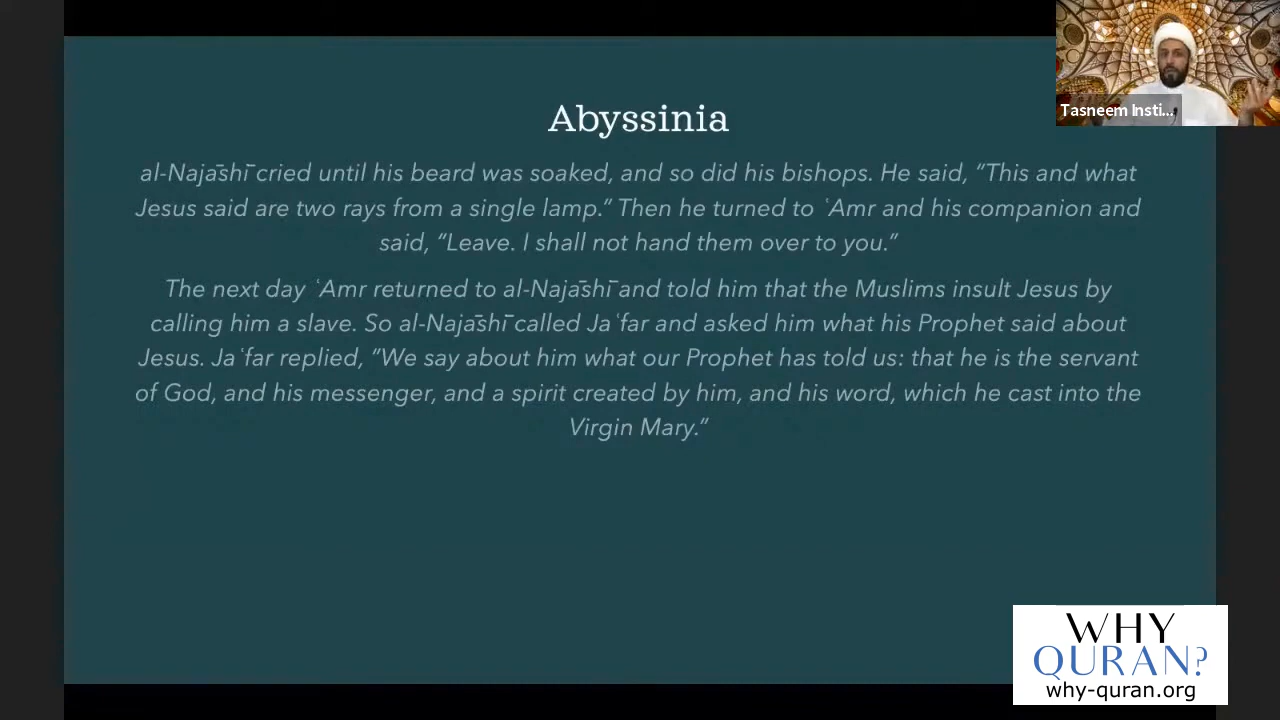 Abyssinia
al-Najāshī cried until his beard was soaked, and so did his bishops. He said, “This and what
Jesus said are two rays from a single lamp.” Then he turned to ʿAmr and his companion and
said, “Leave. I shall not hand them over to you.”
The next day ʿAmr returned to al-Najāshī and told him that the Muslims insult Jesus by
calling him a slave. So al-Najāshī called Jaʿfar and asked him what his Prophet said about
Jesus. Jaʿfar replied, “We say about him what our Prophet has told us: that he is the servant
of God, and his messenger, and a spirit created by him, and his word, which he cast into the
Virgin Mary.”
Tasneem Insti...
WHY
QURAN?
why-quran.org